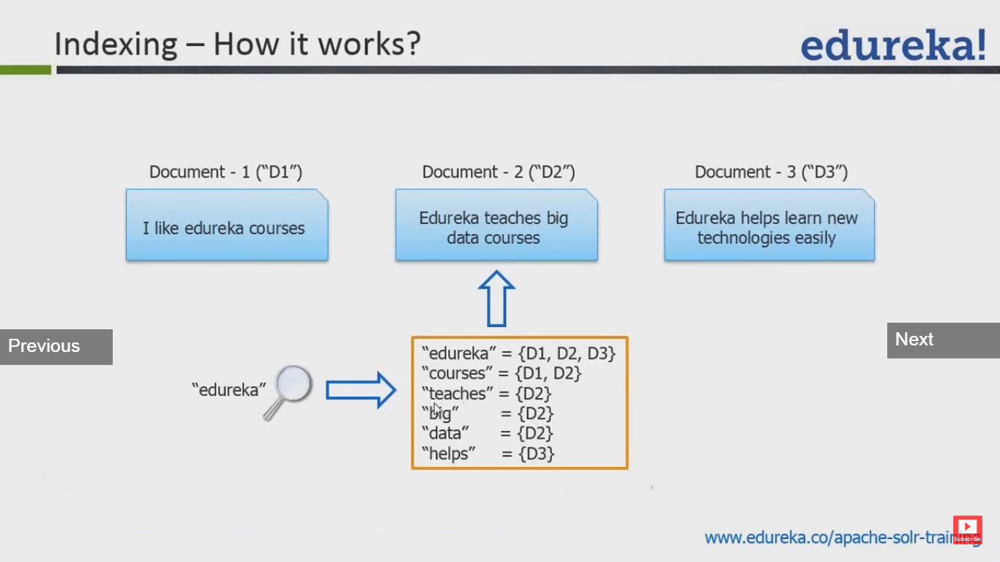 Indexing – How it works?
edureka!
Document - 1 (“D1”)
Document - 2 (“D2”)
Document - 3 (“D3”)
I like edureka courses
Edureka teaches big
data courses
Edureka helps learn new
technologies easily
Previous
Next
“edureka”
“edureka” = {D1, D2, D3}
“courses” = {D1, D2}
“teaches” = {D2}
“big” = {D2}
“data” = {D2}
“helps” = {D3}
www.edureka.co/apache-solr-training
Subscribe